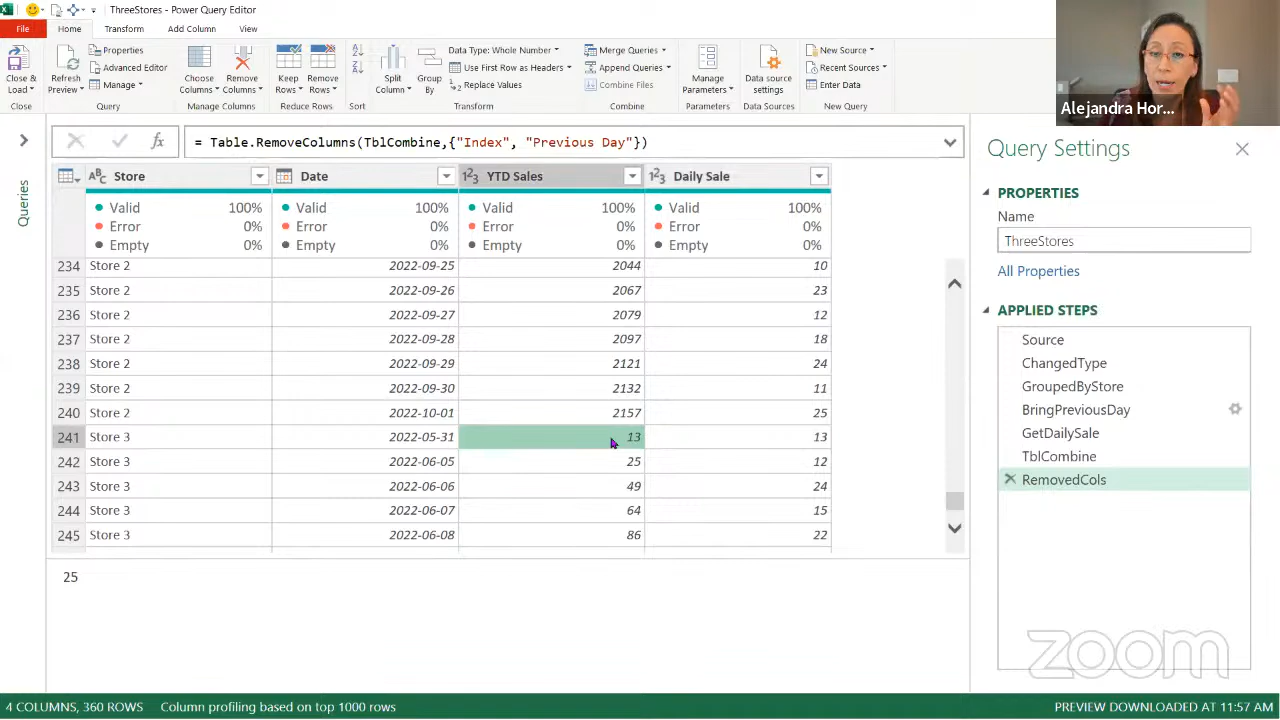 ThreeStores - Power Query Editor
File Home Transform Add Column View
Close & Load
Refresh Preview
Properties
Advanced Editor
Manage
Choose Columns
Remove Columns
Keep Rows
Remove Rows
Split Column
Group By
Data Type: Whole Number
Use First Row as Headers
Replace Values
Merge Queries
Append Queries
Combine Files
Manage Parameters
Data source settings
New Source
Recent Sources
Enter Data
Close Query Manage Columns Reduce Rows Sort Transform Combine Parameters Data Sources New Query
Alejandra Hor...
fx = Table.RemoveColumns(TblCombine,{"Index", "Previous Day"})
Queries
ABC Store Date 123 YTD Sales 123 Daily Sale
Valid 100% Valid 100% Valid 100% Valid 100%
Error 0% Error 0% Error 0% Error 0%
Empty 0% Empty 0% Empty 0% Empty 0%
234 Store 2 2022-09-25 2044 10
235 Store 2 2022-09-26 2067 23
236 Store 2 2022-09-27 2079 12
237 Store 2 2022-09-28 2097 18
238 Store 2 2022-09-29 2121 24
239 Store 2 2022-09-30 2132 11
240 Store 2 2022-10-01 2157 25
241 Store 3 2022-05-31 13 13
242 Store 3 2022-06-05 25 12
243 Store 3 2022-06-06 49 24
244 Store 3 2022-06-07 64 15
245 Store 3 2022-06-08 86 22
25
Query Settings
PROPERTIES
Name
ThreeStores
All Properties
APPLIED STEPS
Source
ChangedType
GroupedByStore
BringPreviousDay
GetDailySale
TblCombine
RemovedCols
zoom
4 COLUMNS, 360 ROWS Column profiling based on top 1000 rows PREVIEW DOWNLOADED AT 11:57 AM